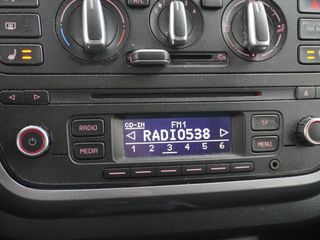 RADIO
MEDIA
CD-IN FM1
RADIO538
1 2 3 4 5 6
TP
MENU